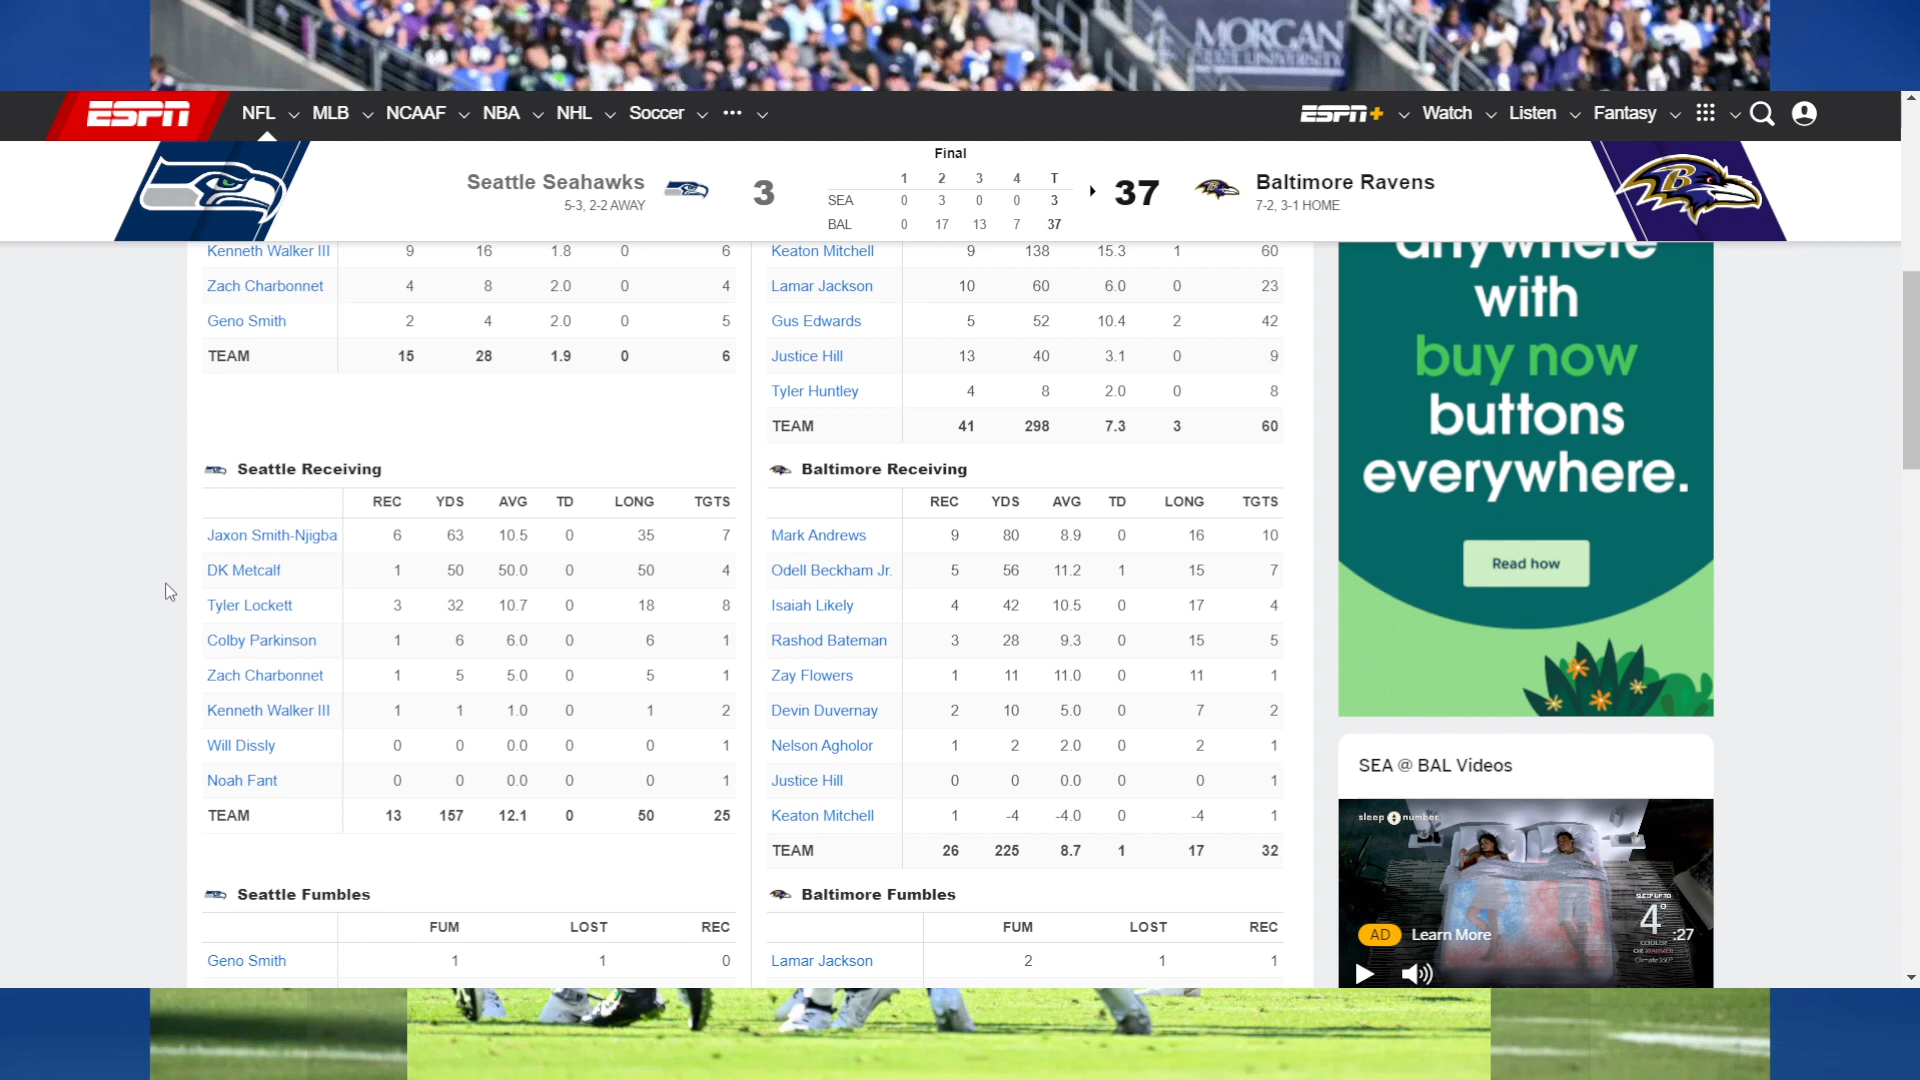 MORGAN
STATE UNIVERSITY
ESPN NFL MLB NCAAF NBA NHL Soccer ••• ESPN+ Watch Listen Fantasy
Final
Seattle Seahawks 3
5-3, 2-2 AWAY
1 2 3 4 T
SEA 0 3 0 0 3
BAL 0 17 13 7 37
37 Baltimore Ravens
7-2, 3-1 HOME
Kenneth Walker III 9 16 1.8 0 6
Zach Charbonnet 4 8 2.0 0 4
Geno Smith 2 4 2.0 0 5
TEAM 15 28 1.9 0 6
Keaton Mitchell 9 138 15.3 1 60
Lamar Jackson 10 60 6.0 0 23
Gus Edwards 5 52 10.4 2 42
Justice Hill 13 40 3.1 0 9
Tyler Huntley 4 8 2.0 0 8
TEAM 41 298 7.3 3 60
Seattle Receiving
REC YDS AVG TD LONG TGTS
Jaxon Smith-Njigba 6 63 10.5 0 35 7
DK Metcalf 1 50 50.0 0 50 4
Tyler Lockett 3 32 10.7 0 18 8
Colby Parkinson 1 6 6.0 0 6 1
Zach Charbonnet 1 5 5.0 0 5 1
Kenneth Walker III 1 1 1.0 0 1 2
Will Dissly 0 0 0.0 0 0 1
Noah Fant 0 0 0.0 0 0 1
TEAM 13 157 12.1 0 50 25
Baltimore Receiving
REC YDS AVG TD LONG TGTS
Mark Andrews 9 80 8.9 0 16 10
Odell Beckham Jr. 5 56 11.2 1 15 7
Isaiah Likely 4 42 10.5 0 17 4
Rashod Bateman 3 28 9.3 0 15 5
Zay Flowers 1 11 11.0 0 11 1
Devin Duvernay 2 10 5.0 0 7 2
Nelson Agholor 1 2 2.0 0 2 1
Justice Hill 0 0 0.0 0 0 1
Keaton Mitchell 1 -4 -4.0 0 -4 1
TEAM 26 225 8.7 1 17 32
Seattle Fumbles
FUM LOST REC
Geno Smith 1 1 0
Baltimore Fumbles
FUM LOST REC
Lamar Jackson 2 1 1
anywhere
with
buy now
buttons
everywhere.
Read how
SEA @ BAL Videos
sleep number
SLEEP UP TO
4°
COOLER
OR WARMER
Climate360°
AD Learn More :27